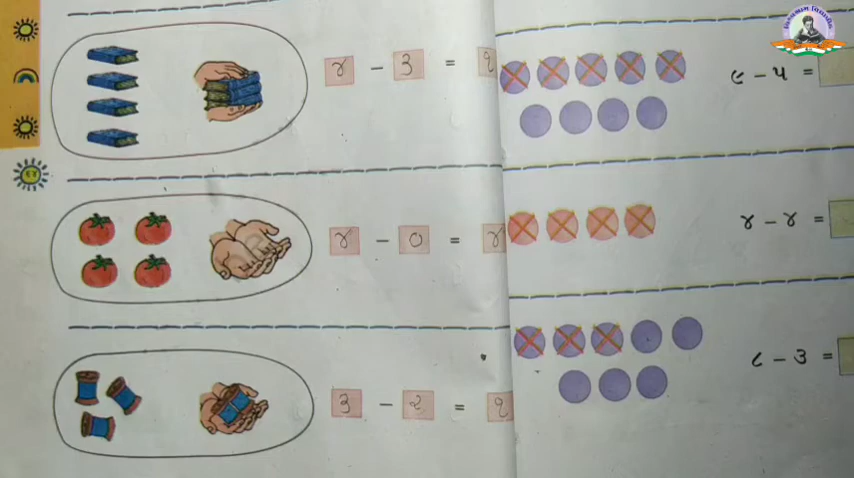 ૪ − ૩ = ૧
૯ − ૫ =
૪ − ૦ = ૪
૪ − ૪ =
૩ − ૨ = ૧
૮ − ૩ =